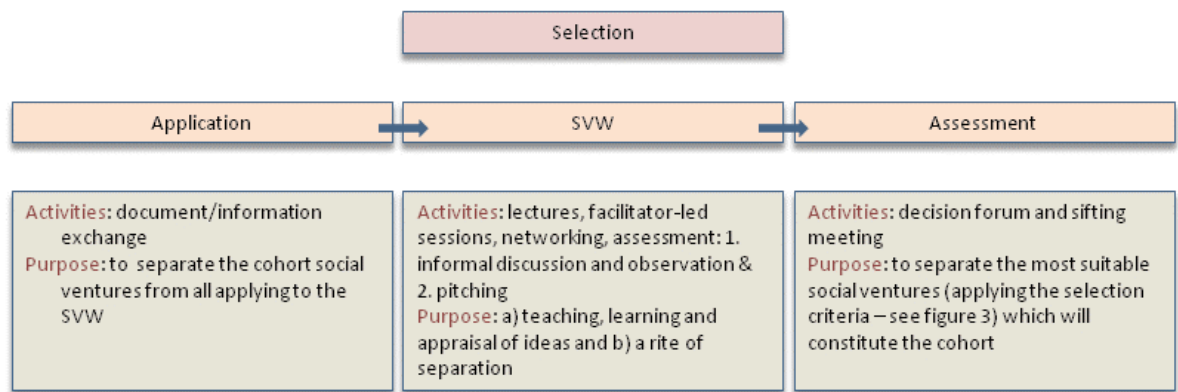 Selection
Application
SVW
Assessment
Activities: document/information
exchange
Purpose: to separate the cohort social
ventures from all applying to the
SVW
Activities: lectures, facilitator-led
sessions, networking, assessment: 1.
informal discussion and observation &
2. pitching
Purpose: a) teaching, learning and
appraisal of ideas and b) a rite of
separation
Activities: decision forum and sifting
meeting
Purpose: to separate the most suitable
social ventures (applying the selection
criteria – see figure 3) which will
constitute the cohort